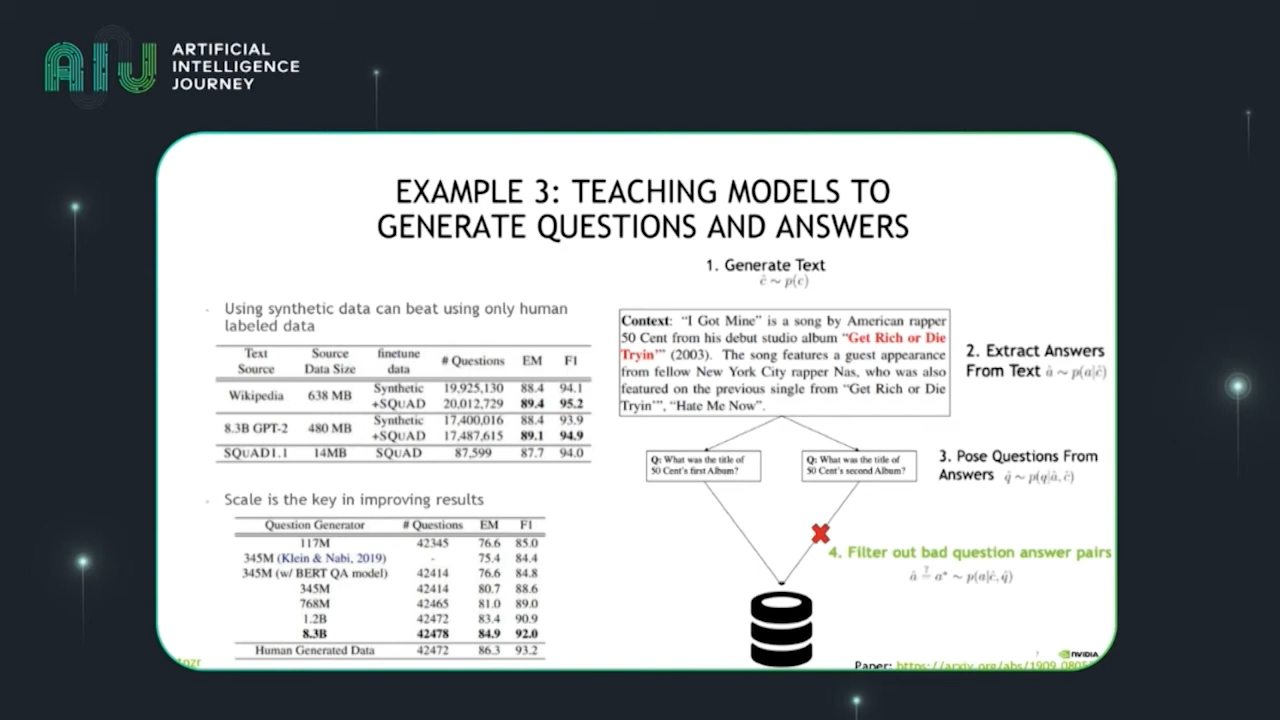 ARTIFICIAL
INTELLIGENCE
JOURNEY
EXAMPLE 3: TEACHING MODELS TO
GENERATE QUESTIONS AND ANSWERS
Using synthetic data can beat using only human
labeled data
Text Source | Source Data Size | finetune data | # Questions | EM | F1
Wikipedia | 638 MB | Synthetic | 19,925,130 | 88.4 | 94.1
+SQUAD | 20,012,729 | 89.4 | 95.2
8.3B GPT-2 | 480 MB | Synthetic | 17,400,016 | 88.4 | 93.9
+SQUAD | 17,487,615 | 89.1 | 94.9
SQUAD1.1 | 14MB | SQUAD | 87,599 | 87.7 | 94.0
Scale is the key in improving results
Question Generator | # Questions | EM | F1
117M | 42345 | 76.6 | 85.0
345M (Klein & Nabi, 2019) | - | 75.4 | 84.4
345M (w/ BERT QA model) | 42414 | 76.6 | 84.8
345M | 42414 | 80.7 | 88.6
768M | 42465 | 81.0 | 89.0
1.2B | 42472 | 83.4 | 90.9
8.3B | 42478 | 84.9 | 92.0
Human Generated Data | 42472 | 86.3 | 93.2
1. Generate Text
ĉ ~ p(c)
Context: "I Got Mine" is a song by American rapper
50 Cent from his debut studio album "Get Rich or Die
Tryin'" (2003). The song features a guest appearance
from fellow New York City rapper Nas, who was also
featured on the previous single from "Get Rich or Die
Tryin'", "Hate Me Now".
2. Extract Answers
From Text â ~ p(a|ĉ)
Q: What was the title of
50 Cent's first Album?
Q: What was the title of
50 Cent's second Album?
3. Pose Questions From
Answers q̂ ~ p(q|â, ĉ)
4. Filter out bad question answer pairs
â ≟ a* ~ p(a|ĉ, q̂)
NVIDIA
Paper: https://arxiv.org/abs/1909.080